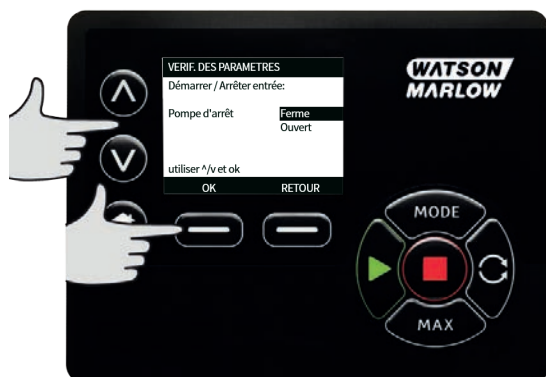 VERIF. DES PARAMETRES
Démarrer / Arrêter entrée:
Pompe d'arrêt Ferme
Ouvert
utiliser ^/v et ok
OK RETOUR
WATSON
MARLOW
MODE
MAX